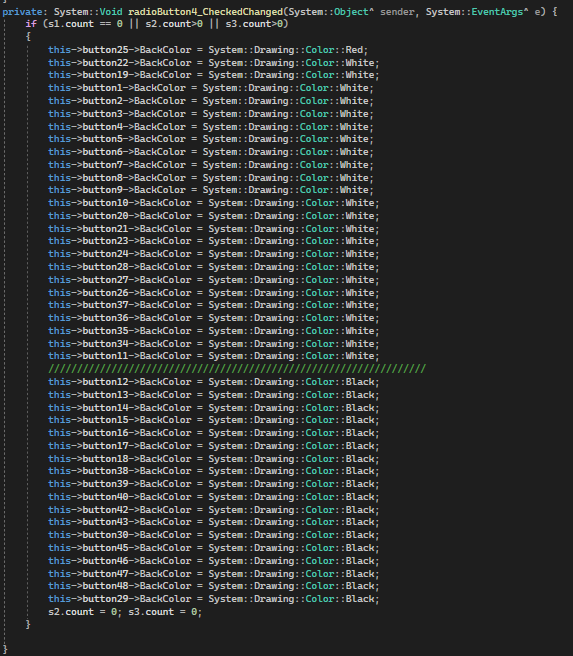 private: System::Void radioButton4_CheckedChanged(System::Object^ sender, System::EventArgs^ e) {
if (s1.count == 0 || s2.count>0 || s3.count>0)
{
this->button25->BackColor = System::Drawing::Color::Red;
this->button22->BackColor = System::Drawing::Color::White;
this->button19->BackColor = System::Drawing::Color::White;
this->button1->BackColor = System::Drawing::Color::White;
this->button2->BackColor = System::Drawing::Color::White;
this->button3->BackColor = System::Drawing::Color::White;
this->button4->BackColor = System::Drawing::Color::White;
this->button5->BackColor = System::Drawing::Color::White;
this->button6->BackColor = System::Drawing::Color::White;
this->button7->BackColor = System::Drawing::Color::White;
this->button8->BackColor = System::Drawing::Color::White;
this->button9->BackColor = System::Drawing::Color::White;
this->button10->BackColor = System::Drawing::Color::White;
this->button20->BackColor = System::Drawing::Color::White;
this->button21->BackColor = System::Drawing::Color::White;
this->button23->BackColor = System::Drawing::Color::White;
this->button24->BackColor = System::Drawing::Color::White;
this->button28->BackColor = System::Drawing::Color::White;
this->button27->BackColor = System::Drawing::Color::White;
this->button26->BackColor = System::Drawing::Color::White;
this->button37->BackColor = System::Drawing::Color::White;
this->button36->BackColor = System::Drawing::Color::White;
this->button35->BackColor = System::Drawing::Color::White;
this->button34->BackColor = System::Drawing::Color::White;
this->button11->BackColor = System::Drawing::Color::White;
//////////////////////////////////////////////////////////////////
this->button12->BackColor = System::Drawing::Color::Black;
this->button13->BackColor = System::Drawing::Color::Black;
this->button14->BackColor = System::Drawing::Color::Black;
this->button15->BackColor = System::Drawing::Color::Black;
this->button16->BackColor = System::Drawing::Color::Black;
this->button17->BackColor = System::Drawing::Color::Black;
this->button18->BackColor = System::Drawing::Color::Black;
this->button38->BackColor = System::Drawing::Color::Black;
this->button39->BackColor = System::Drawing::Color::Black;
this->button40->BackColor = System::Drawing::Color::Black;
this->button42->BackColor = System::Drawing::Color::Black;
this->button43->BackColor = System::Drawing::Color::Black;
this->button30->BackColor = System::Drawing::Color::Black;
this->button45->BackColor = System::Drawing::Color::Black;
this->button46->BackColor = System::Drawing::Color::Black;
this->button47->BackColor = System::Drawing::Color::Black;
this->button48->BackColor = System::Drawing::Color::Black;
this->button29->BackColor = System::Drawing::Color::Black;
s2.count = 0; s3.count = 0;
}
}